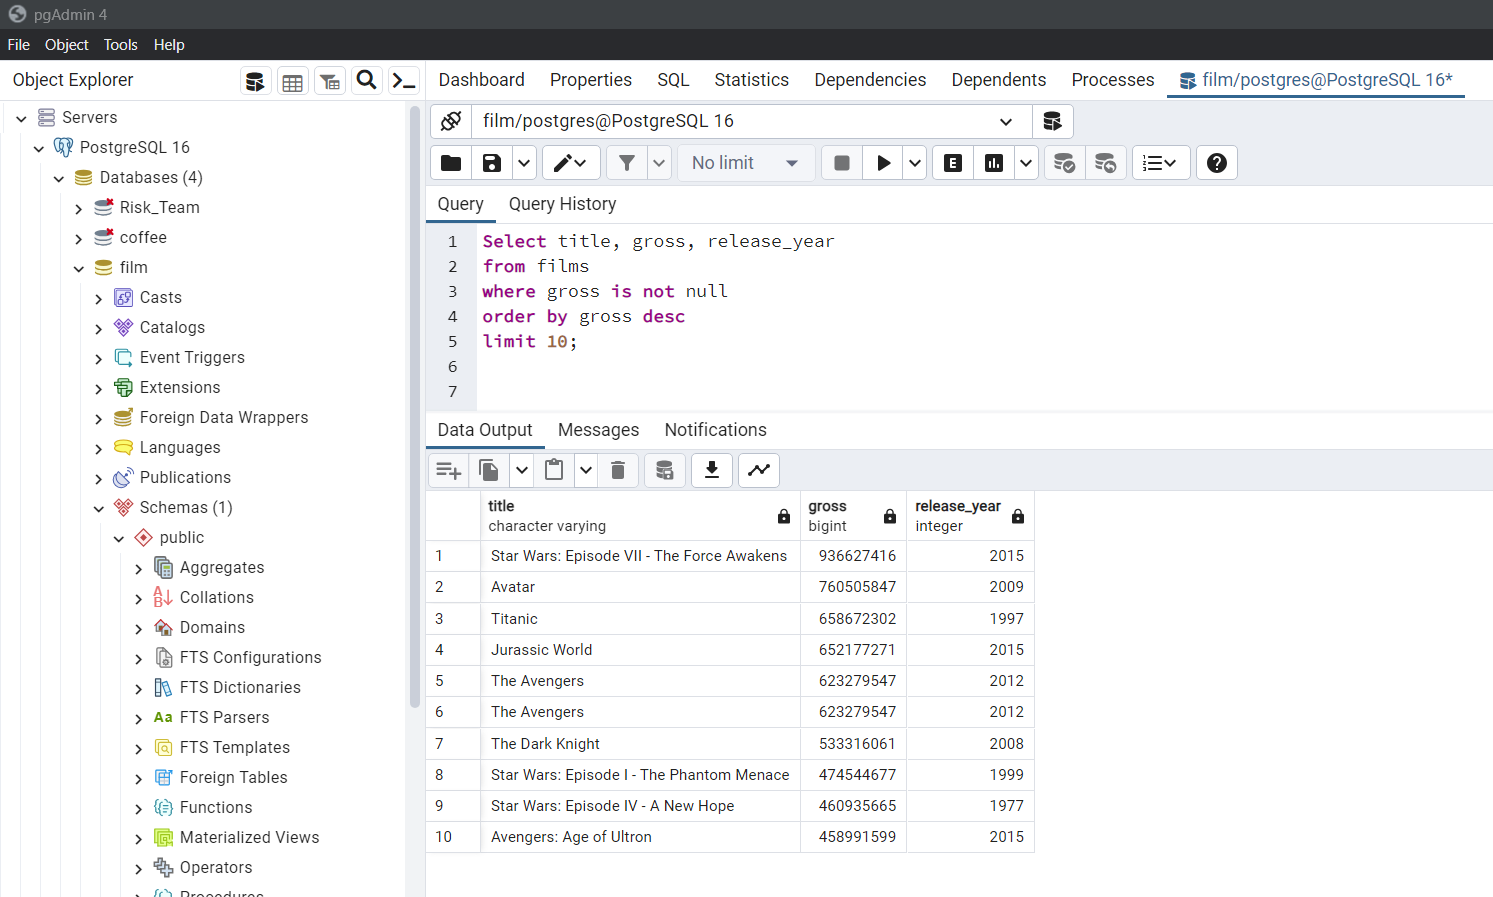 pgAdmin 4
File Object Tools Help
Object Explorer
Dashboard Properties SQL Statistics Dependencies Dependents Processes film/postgres@PostgreSQL 16*
Servers
PostgreSQL 16
Databases (4)
Risk_Team
coffee
film
Casts
Catalogs
Event Triggers
Extensions
Foreign Data Wrappers
Languages
Publications
Schemas (1)
public
Aggregates
Collations
Domains
FTS Configurations
FTS Dictionaries
Aa FTS Parsers
FTS Templates
Foreign Tables
Functions
Materialized Views
Operators
Procedures
film/postgres@PostgreSQL 16
No limit E
Query Query History
1 Select title, gross, release_year
2 from films
3 where gross is not null
4 order by gross desc
5 limit 10;
6
7
Data Output Messages Notifications
title gross release_year
character varying bigint integer
1 Star Wars: Episode VII - The Force Awakens 936627416 2015
2 Avatar 760505847 2009
3 Titanic 658672302 1997
4 Jurassic World 652177271 2015
5 The Avengers 623279547 2012
6 The Avengers 623279547 2012
7 The Dark Knight 533316061 2008
8 Star Wars: Episode I - The Phantom Menace 474544677 1999
9 Star Wars: Episode IV - A New Hope 460935665 1977
10 Avengers: Age of Ultron 458991599 2015